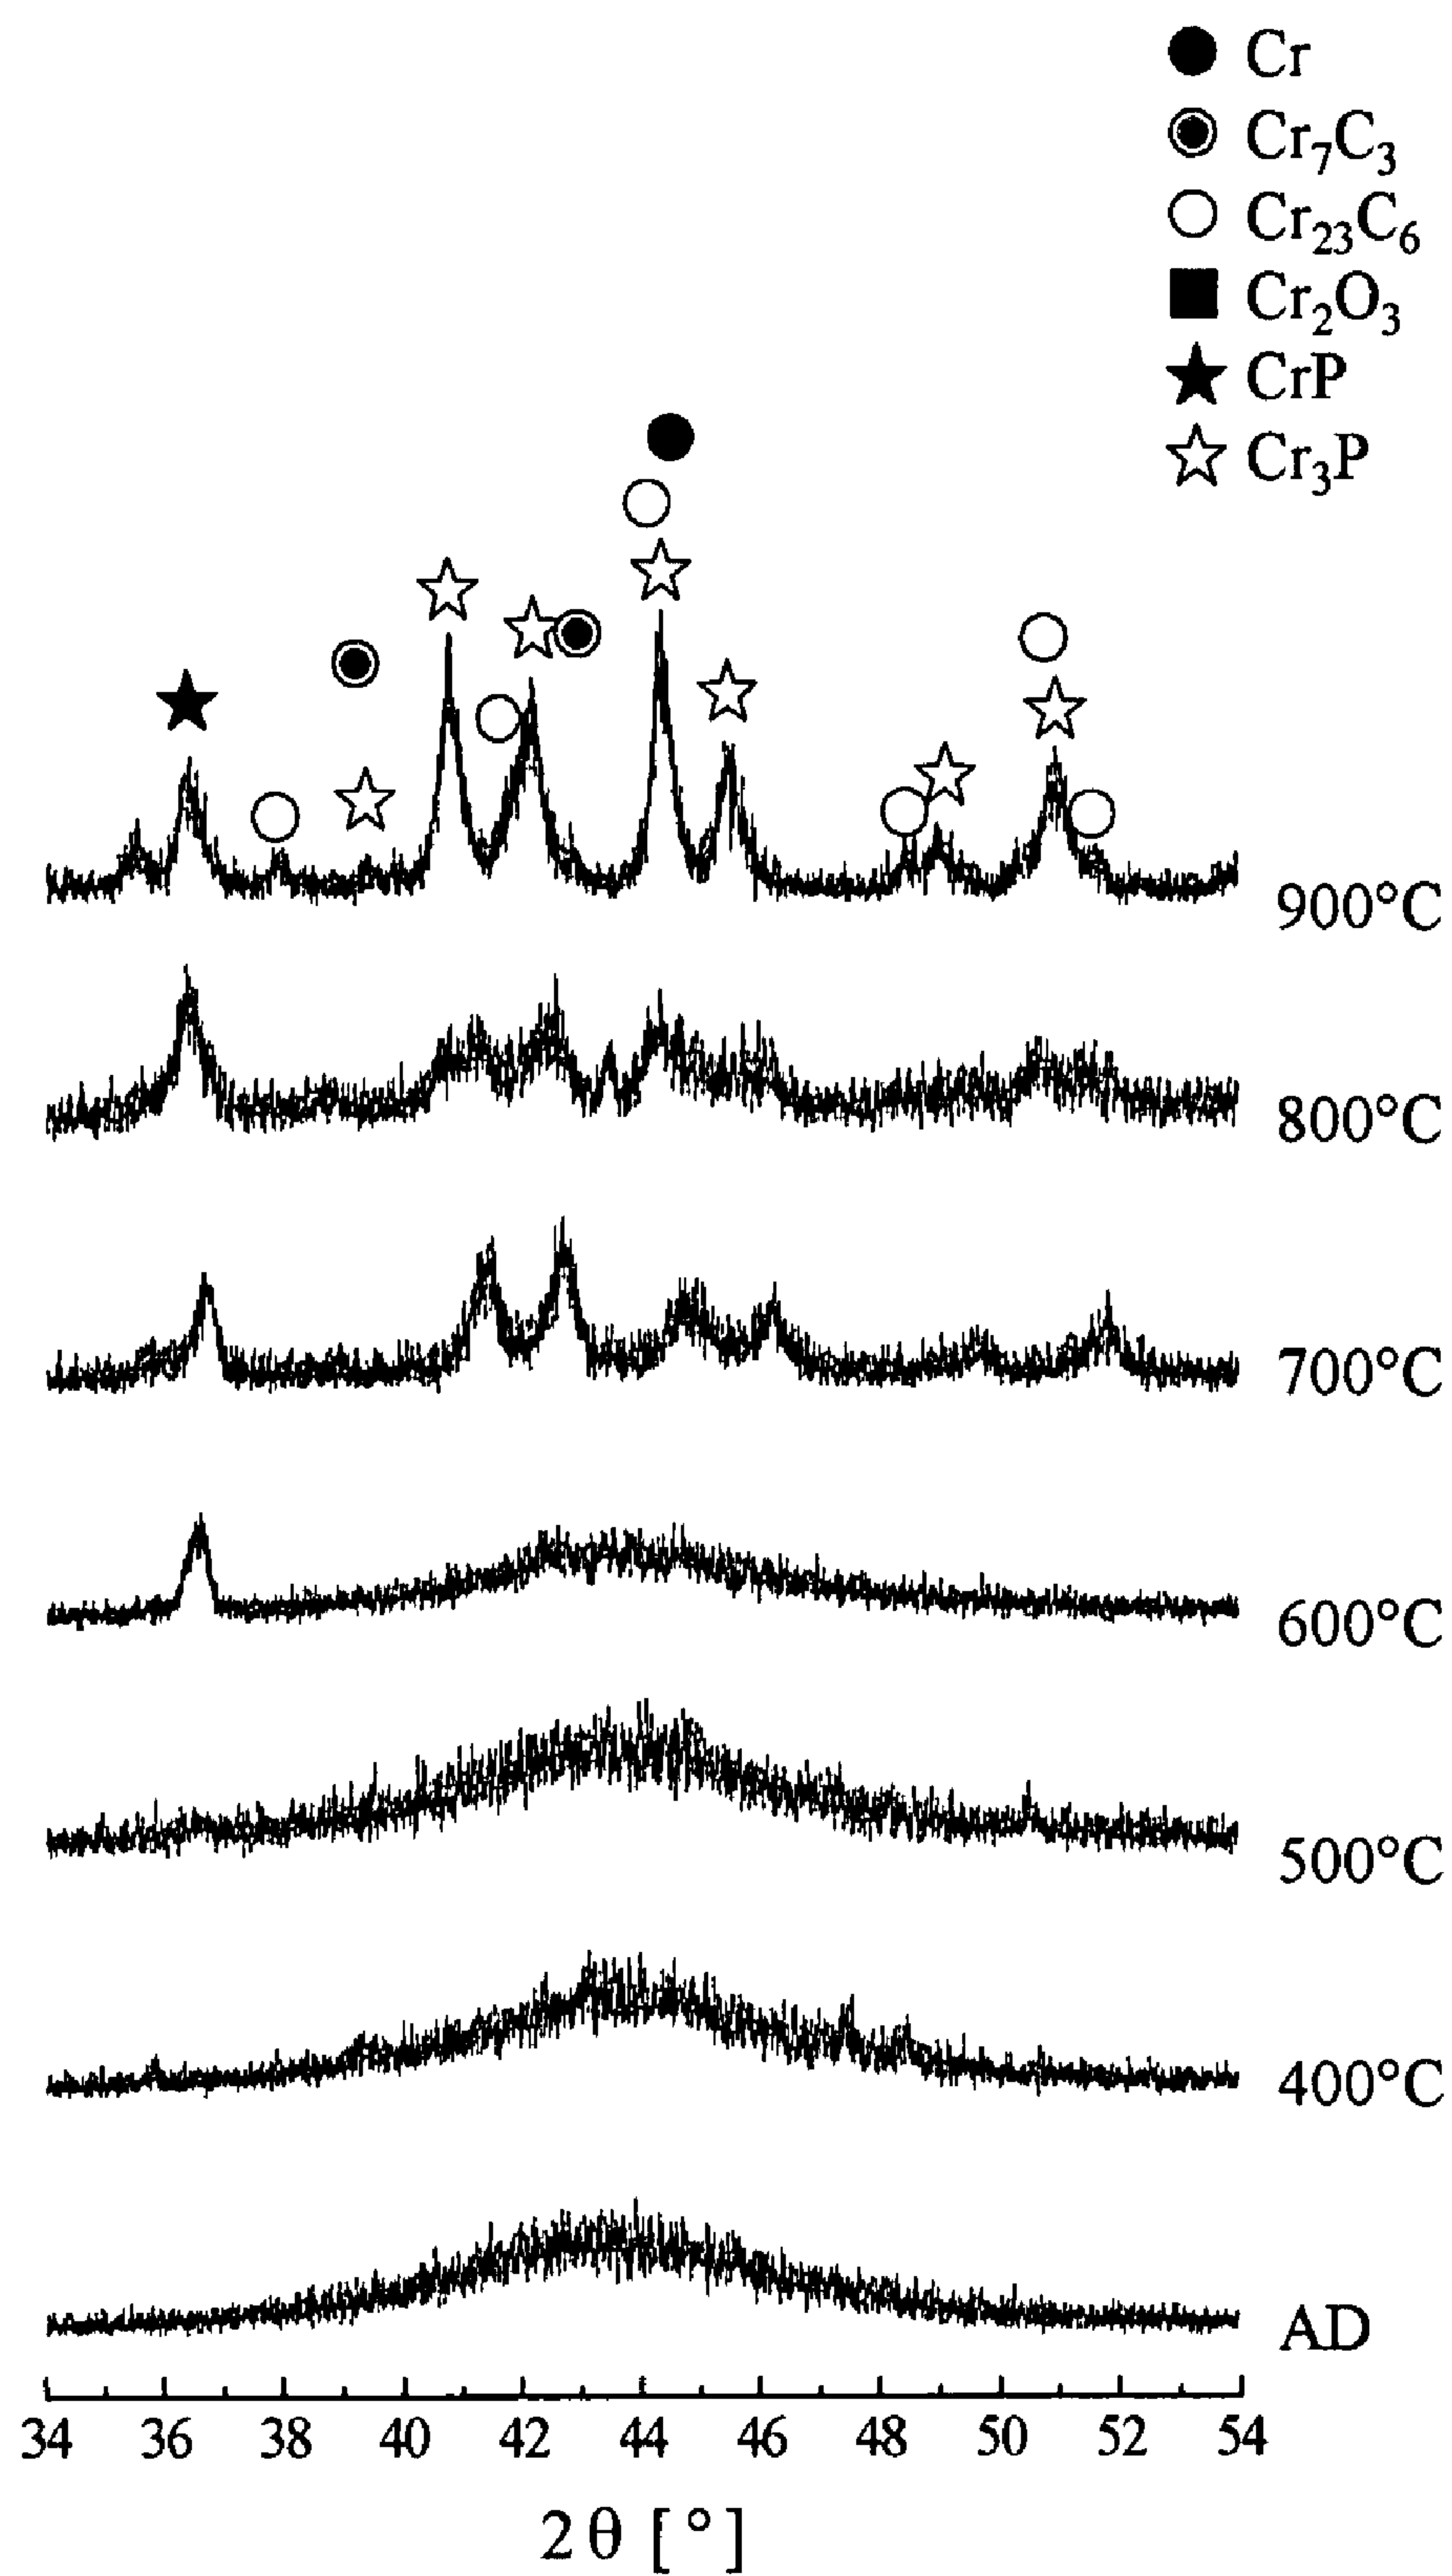 Cr
Cr₇C₃
Cr₂₃C₆
Cr₂O₃
CrP
Cr₃P
900°C
800°C
700°C
600°C
500°C
400°C
AD
34 36 38 40 42 44 46 48 50 52 54
2θ [°]